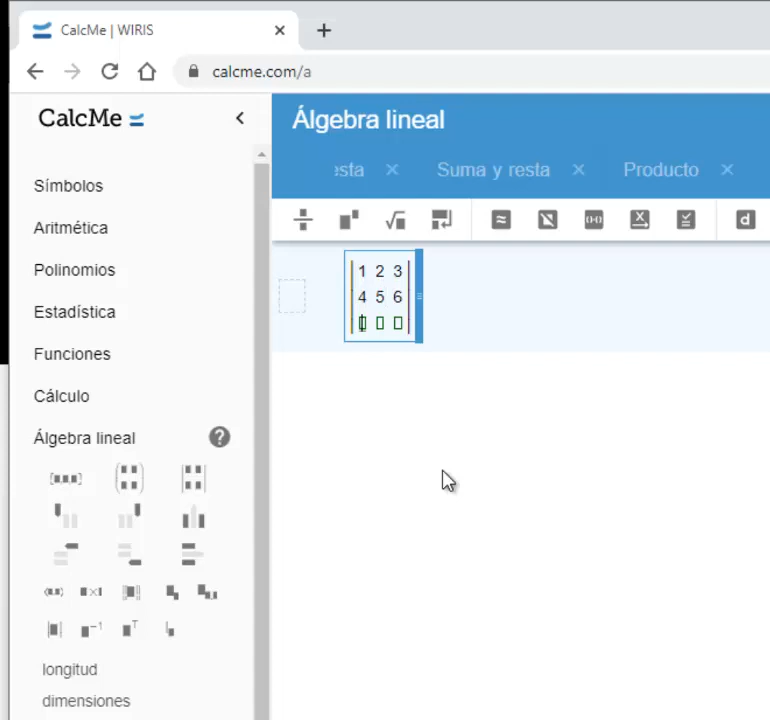 CalcMe | WIRIS
calcme.com/a
CalcMe
Álgebra lineal
esta
Suma y resta
Producto
Símbolos
Aritmética
Polinomios
Estadística
Funciones
Cálculo
Álgebra lineal
longitud
dimensiones
1 2 3
4 5 6